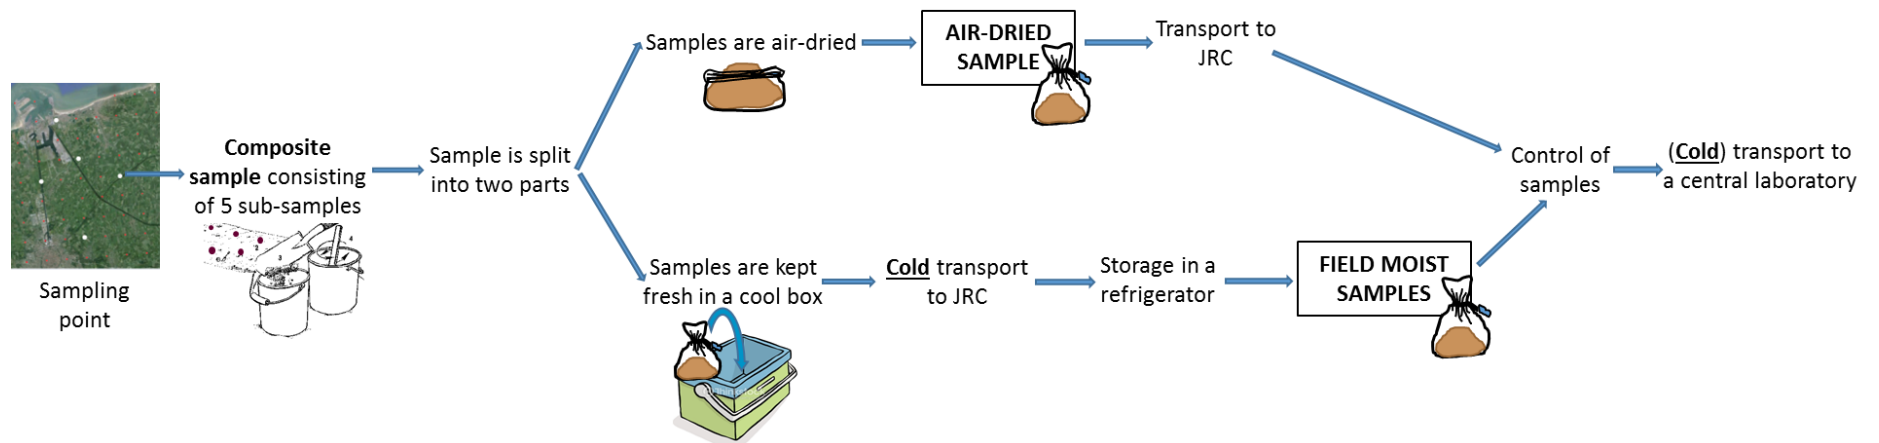 Sampling
point
Composite
sample consisting
of 5 sub-samples
Sample is split
into two parts
Samples are air-dried
AIR-DRIED
SAMPLE
Transport to
JRC
Samples are kept
fresh in a cool box
Cold transport
to JRC
Storage in a
refrigerator
FIELD MOIST
SAMPLES
Control of
samples
(Cold) transport to
a central laboratory